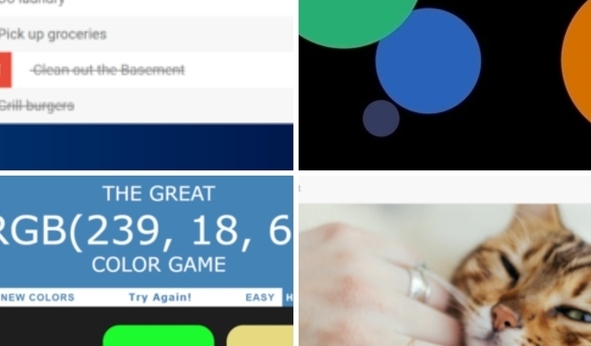 Do laundry
Pick up groceries
Clean out the Basement
Grill burgers
THE GREAT
RGB(239, 18, 6
COLOR GAME
NEW COLORS
Try Again!
EASY
H